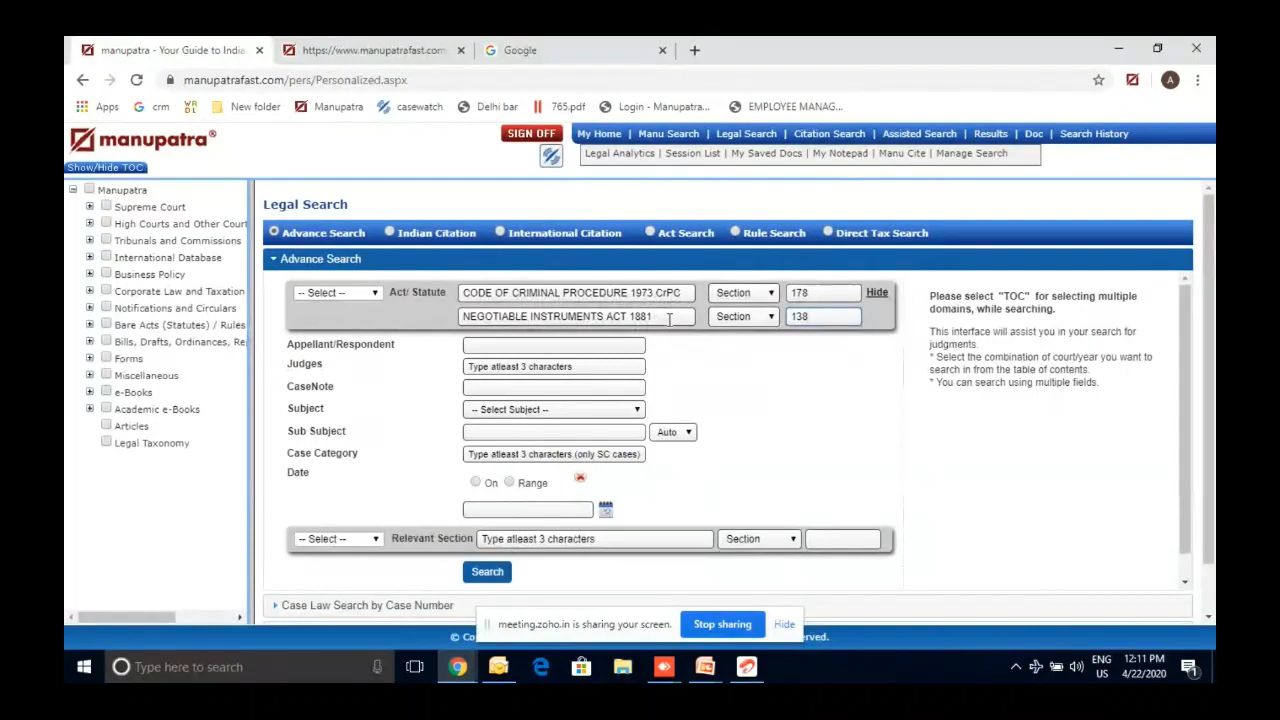 manupatra - Your Guide to India × https://www.manupatrafast.com × Google × +
manupatrafast.com/pers/Personalized.aspx A
Apps crm New folder Manupatra casewatch Delhi bar 765.pdf Login - Manupatra... EMPLOYEE MANAG...
manupatra®
SIGN OFF
My Home | Manu Search | Legal Search | Citation Search | Assisted Search | Results | Doc | Search History
Legal Analytics | Session List | My Saved Docs | My Notepad | Manu Cite | Manage Search
Show/Hide TOC
Manupatra
Supreme Court
High Courts and Other Court
Tribunals and Commissions
International Database
Business Policy
Corporate Law and Taxation
Notifications and Circulars
Bare Acts (Statutes) / Rules
Bills, Drafts, Ordinances, Re
Forms
Miscellaneous
e-Books
Academic e-Books
Articles
Legal Taxonomy
Legal Search
Advance Search Indian Citation International Citation Act Search Rule Search Direct Tax Search
Advance Search
-- Select -- Act/ Statute CODE OF CRIMINAL PROCEDURE 1973 CrPC Section 178 Hide
NEGOTIABLE INSTRUMENTS ACT 1881 Section 138
Appellant/Respondent
Judges Type atleast 3 characters
CaseNote
Subject -- Select Subject --
Sub Subject Auto
Case Category Type atleast 3 characters (only SC cases)
Date
On Range
-- Select -- Relevant Section Type atleast 3 characters Section
Search
Please select "TOC" for selecting multiple
domains, while searching.
This interface will assist you in your search for
judgments.
* Select the combination of court/year you want to
search in from the table of contents.
* You can search using multiple fields.
Case Law Search by Case Number
meeting.zoho.in is sharing your screen. Stop sharing Hide
© Co
rved.
Type here to search
ENG
US
12:11 PM
4/22/2020
1